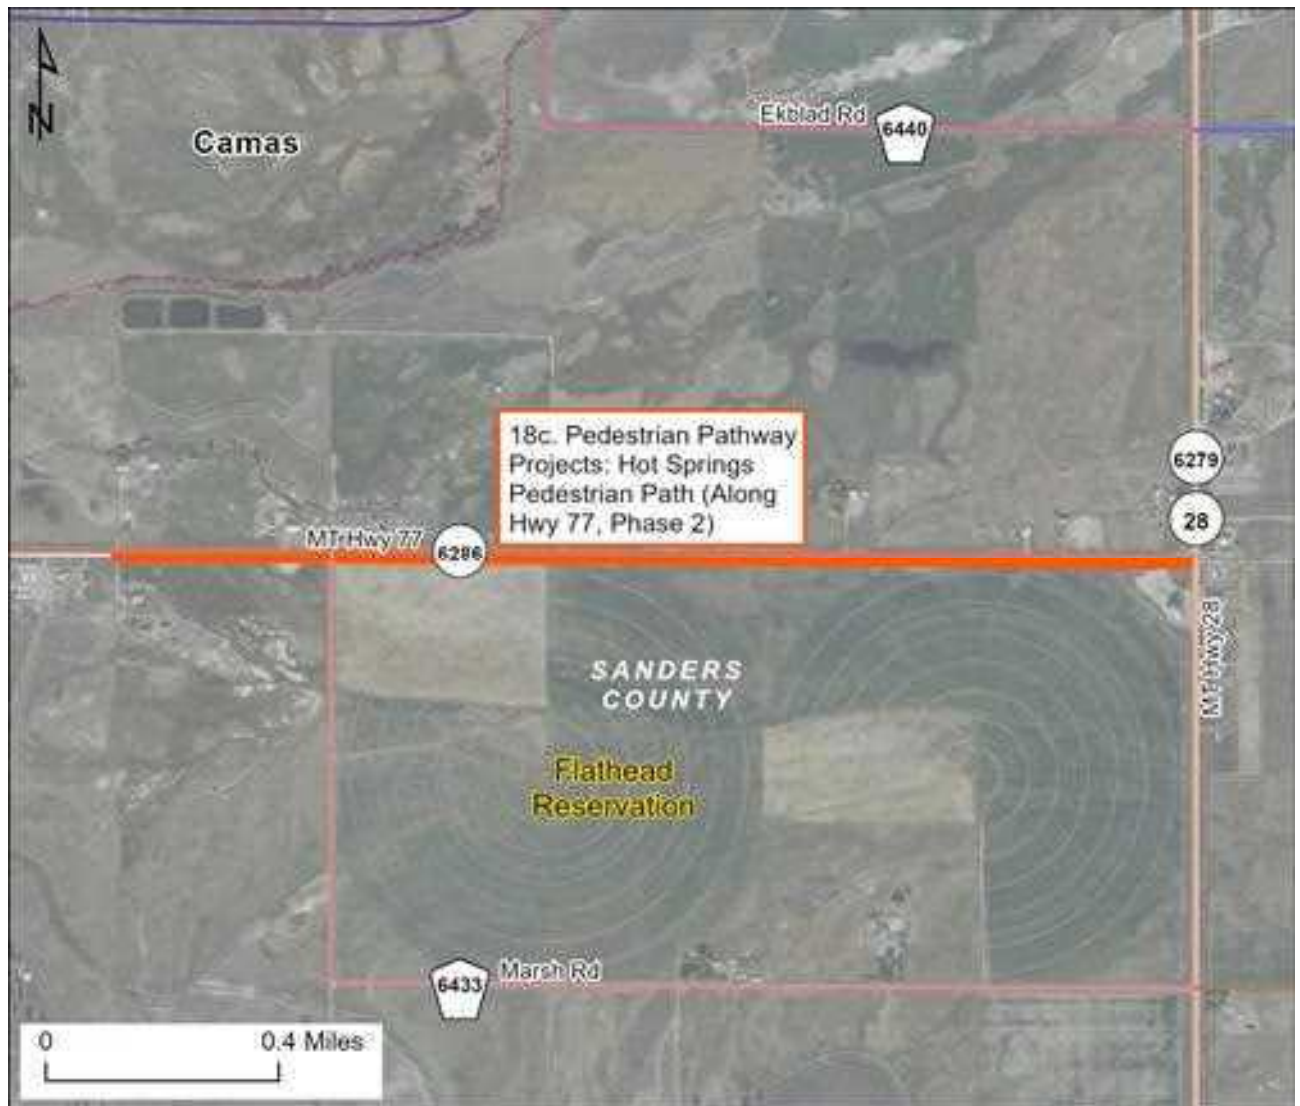 N
Ekblad Rd
6440
Camas
18c. Pedestrian Pathway
Projects: Hot Springs
Pedestrian Path (Along
Hwy 77, Phase 2)
6279
28
MT Hwy 77
6286
MT Hwy 28
SANDERS
COUNTY
Flathead
Reservation
6433
Marsh Rd
0 0.4 Miles